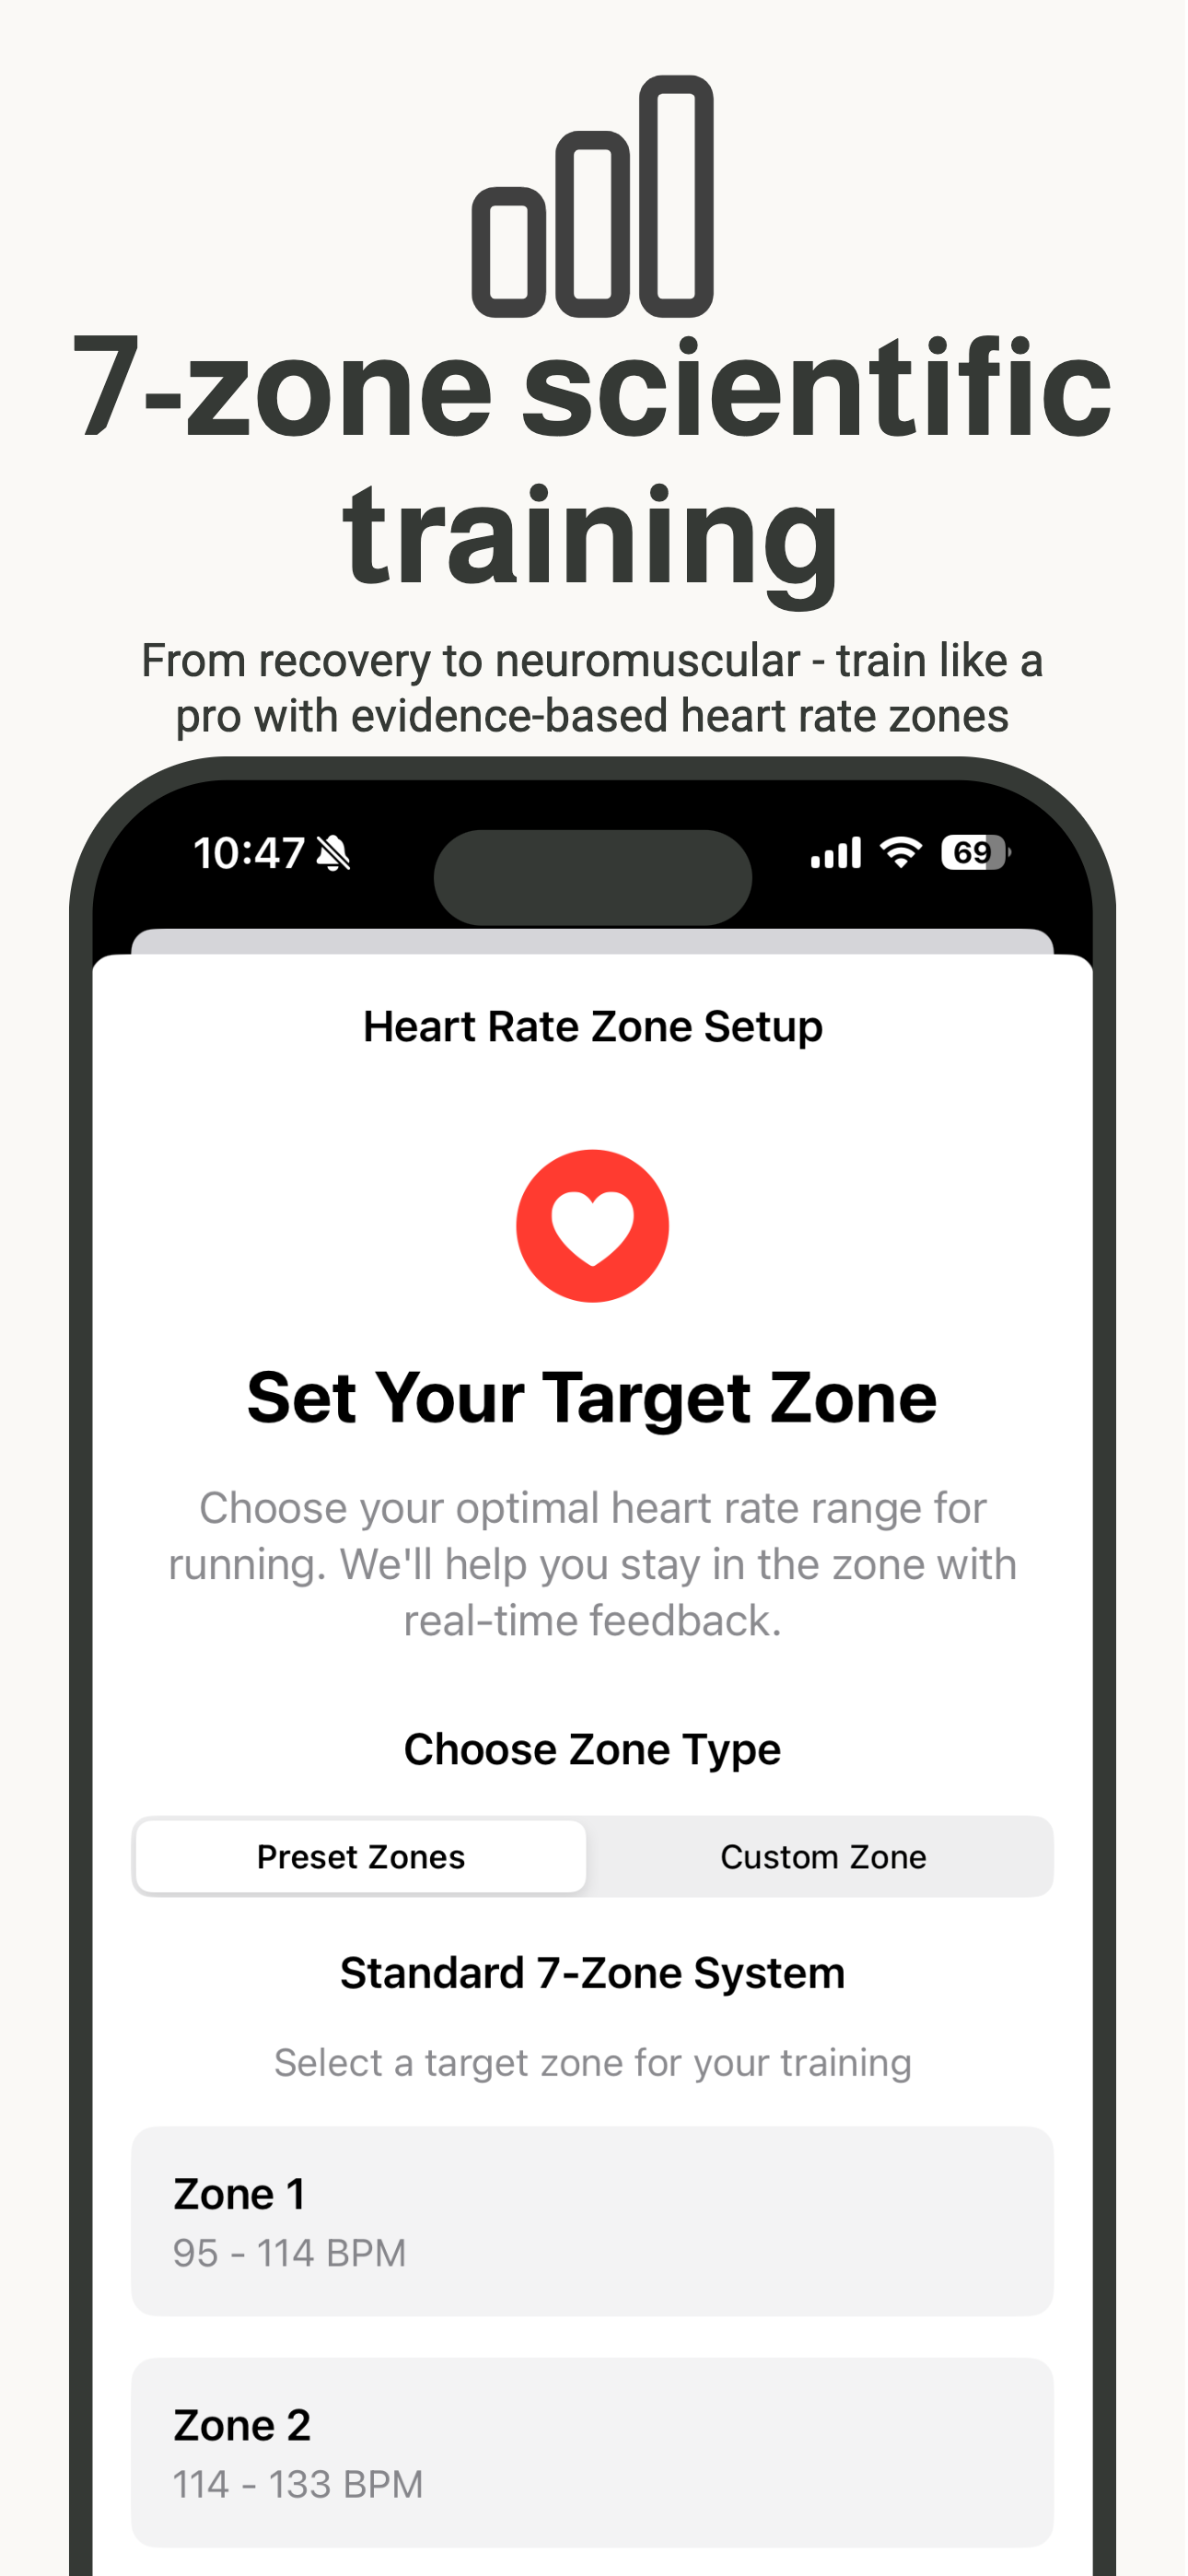 7-zone scientific
training
From recovery to neuromuscular - train like a
pro with evidence-based heart rate zones
10:47
69
Heart Rate Zone Setup
Set Your Target Zone
Choose your optimal heart rate range for
running. We'll help you stay in the zone with
real-time feedback.
Choose Zone Type
Preset Zones
Custom Zone
Standard 7-Zone System
Select a target zone for your training
Zone 1
95 - 114 BPM
Zone 2
114 - 133 BPM